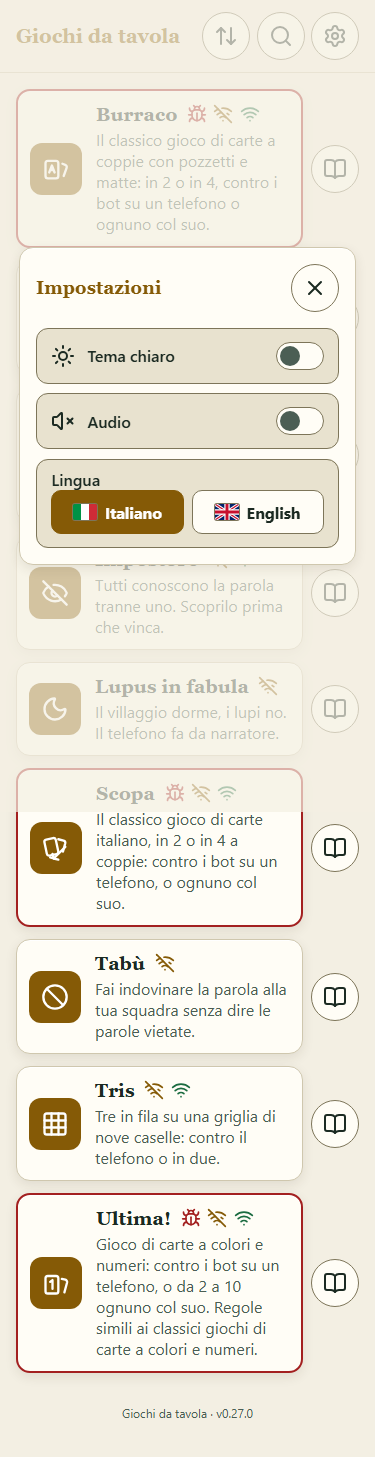 Giochi da tavola
Burraco
Il classico gioco di carte a
coppie con pozzetti e
matte: in 2 o in 4, contro i
bot su un telefono o
ognuno col suo.
Impostazioni
Tema chiaro
Audio
Lingua
Italiano
English
Tutti conoscono la parola
tranne uno. Scoprilo prima
che vinca.
Lupus in fabula
Il villaggio dorme, i lupi no.
Il telefono fa da narratore.
Scopa
Il classico gioco di carte
italiano, in 2 o in 4 a
coppie: contro i bot su un
telefono, o ognuno col
suo.
Tabù
Fai indovinare la parola alla
tua squadra senza dire le
parole vietate.
Tris
Tre in fila su una griglia di
nove caselle: contro il
telefono o in due.
Ultima!
Gioco di carte a colori e
numeri: contro i bot su un
telefono, o da 2 a 10
ognuno col suo. Regole
simili ai classici giochi di
carte a colori e numeri.
Giochi da tavola · v0.27.0